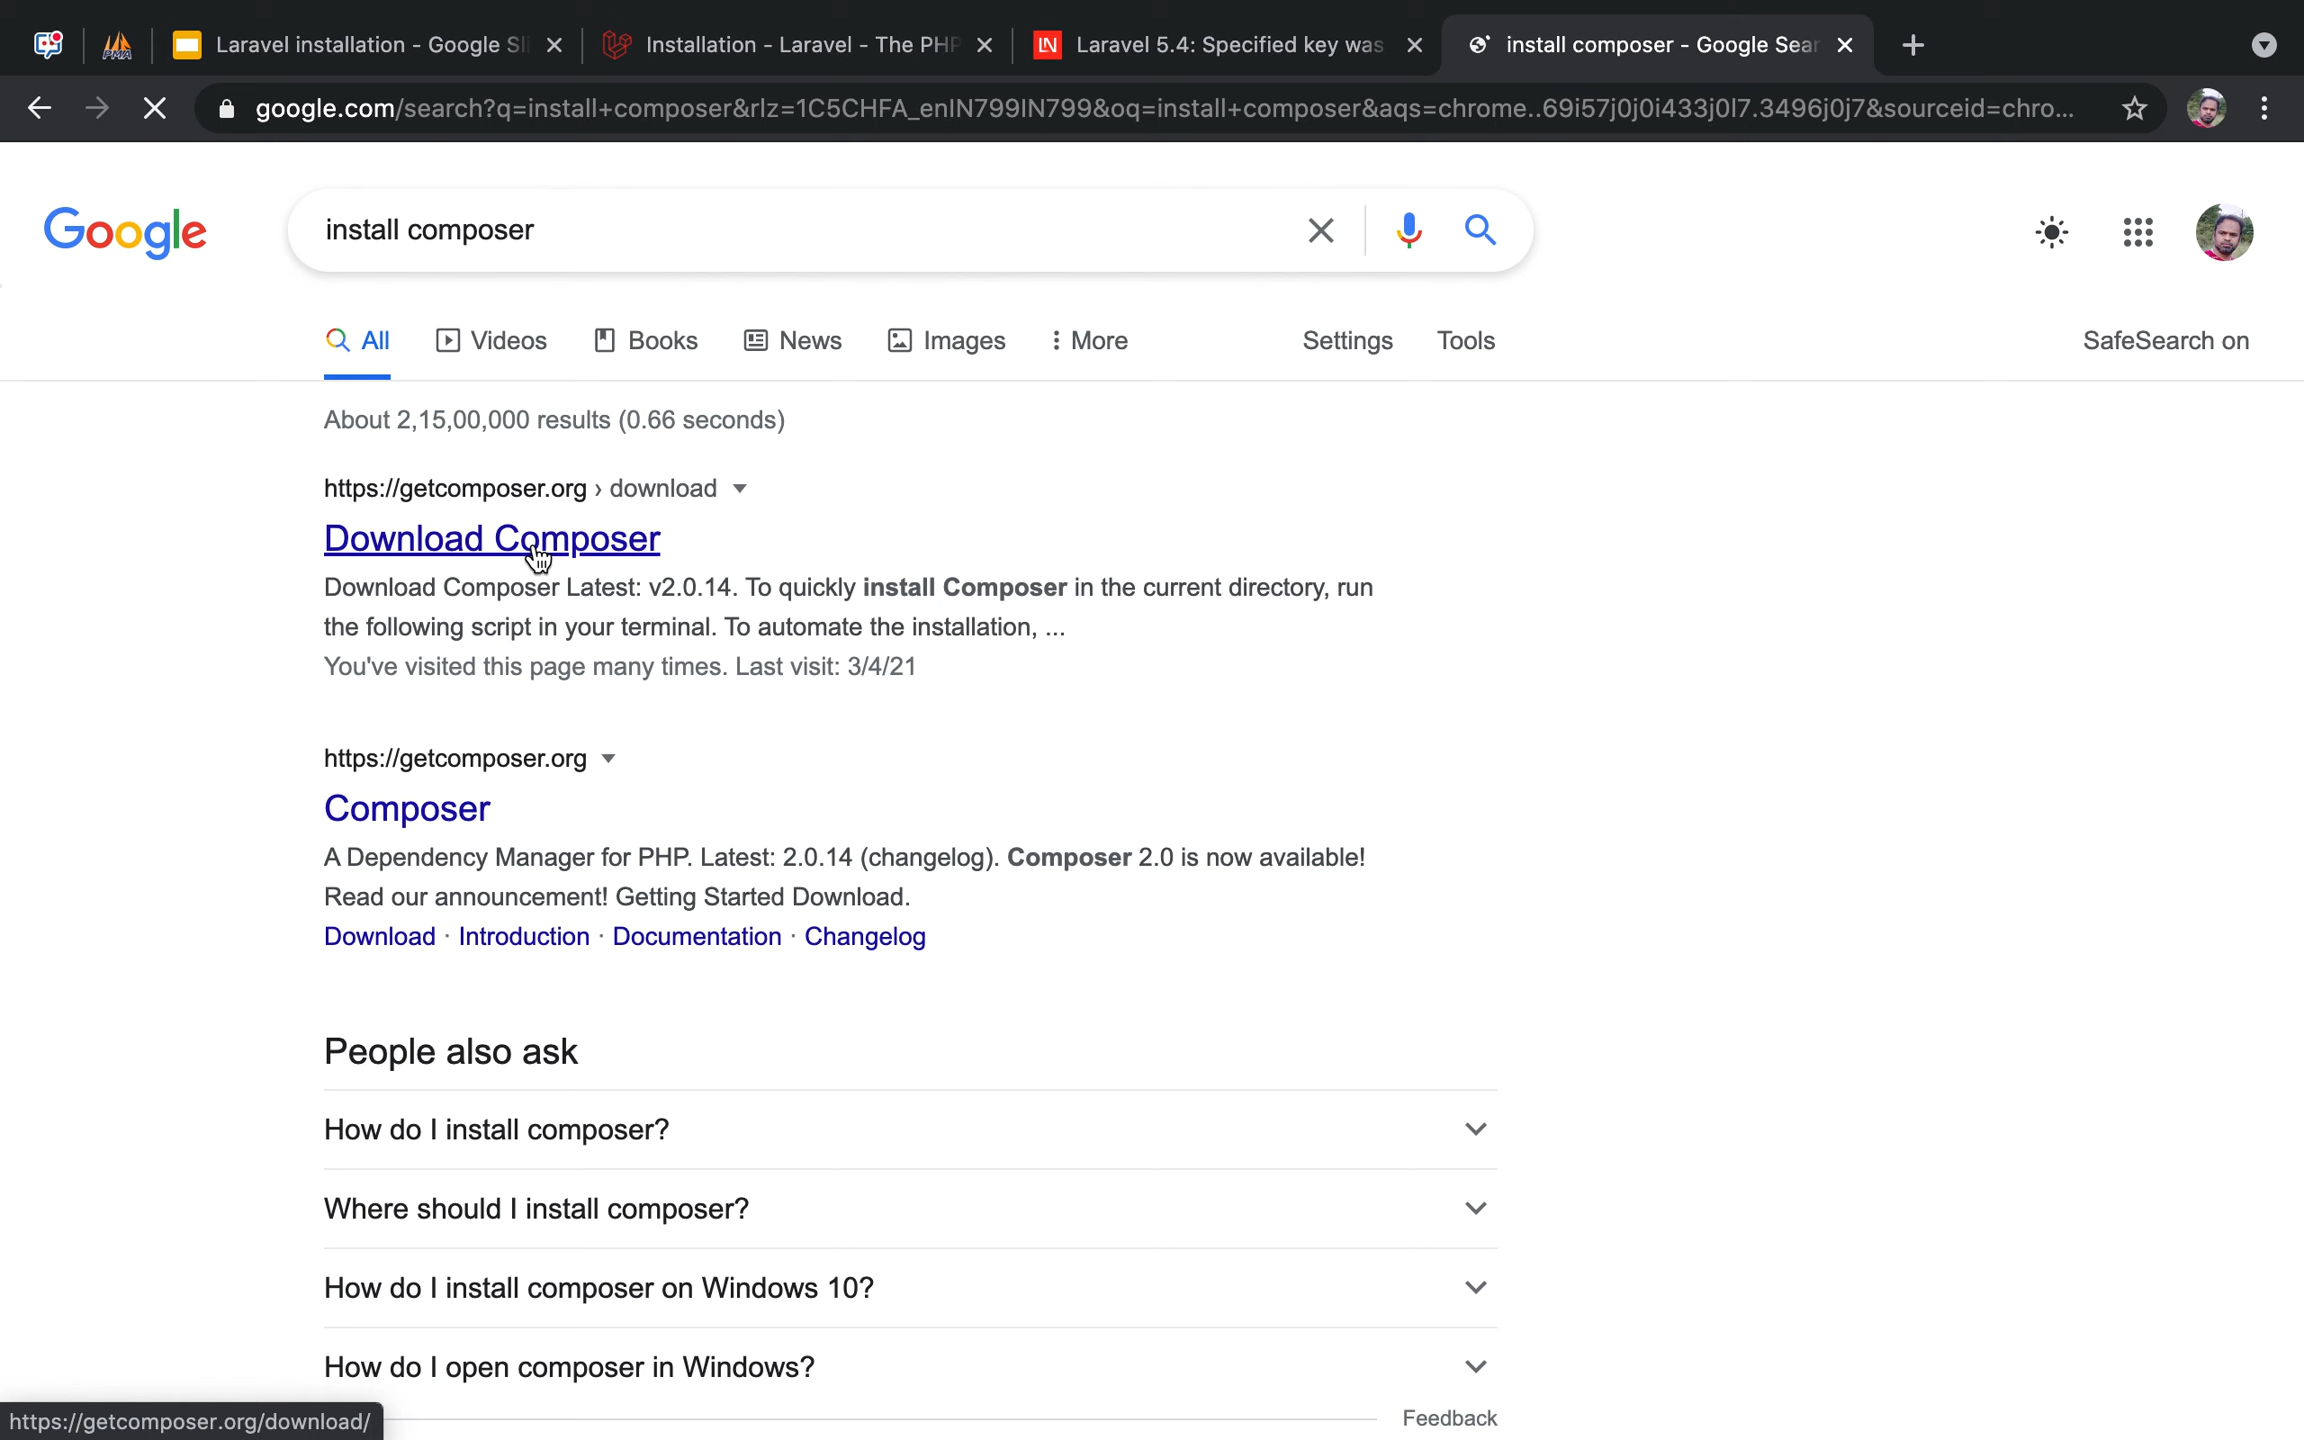 PMA
Laravel installation - Google Sli
Installation - Laravel - The PHP
LN
Laravel 5.4: Specified key was
install composer - Google Sear
google.com/search?q=install+composer&rlz=1C5CHFA_enIN799IN799&oq=install+composer&aqs=chrome..69i57j0j0i433j0l7.3496j0j7&sourceid=chro...
Google
install composer
All
Videos
Books
News
Images
More
Settings
Tools
SafeSearch on
About 2,15,00,000 results (0.66 seconds)
https://getcomposer.org › download
Download Composer
Download Composer Latest: v2.0.14. To quickly install Composer in the current directory, run
the following script in your terminal. To automate the installation, ...
You've visited this page many times. Last visit: 3/4/21
https://getcomposer.org
Composer
A Dependency Manager for PHP. Latest: 2.0.14 (changelog). Composer 2.0 is now available!
Read our announcement! Getting Started Download.
Download · Introduction · Documentation · Changelog
People also ask
How do I install composer?
Where should I install composer?
How do I install composer on Windows 10?
How do I open composer in Windows?
Feedback
https://getcomposer.org/download/